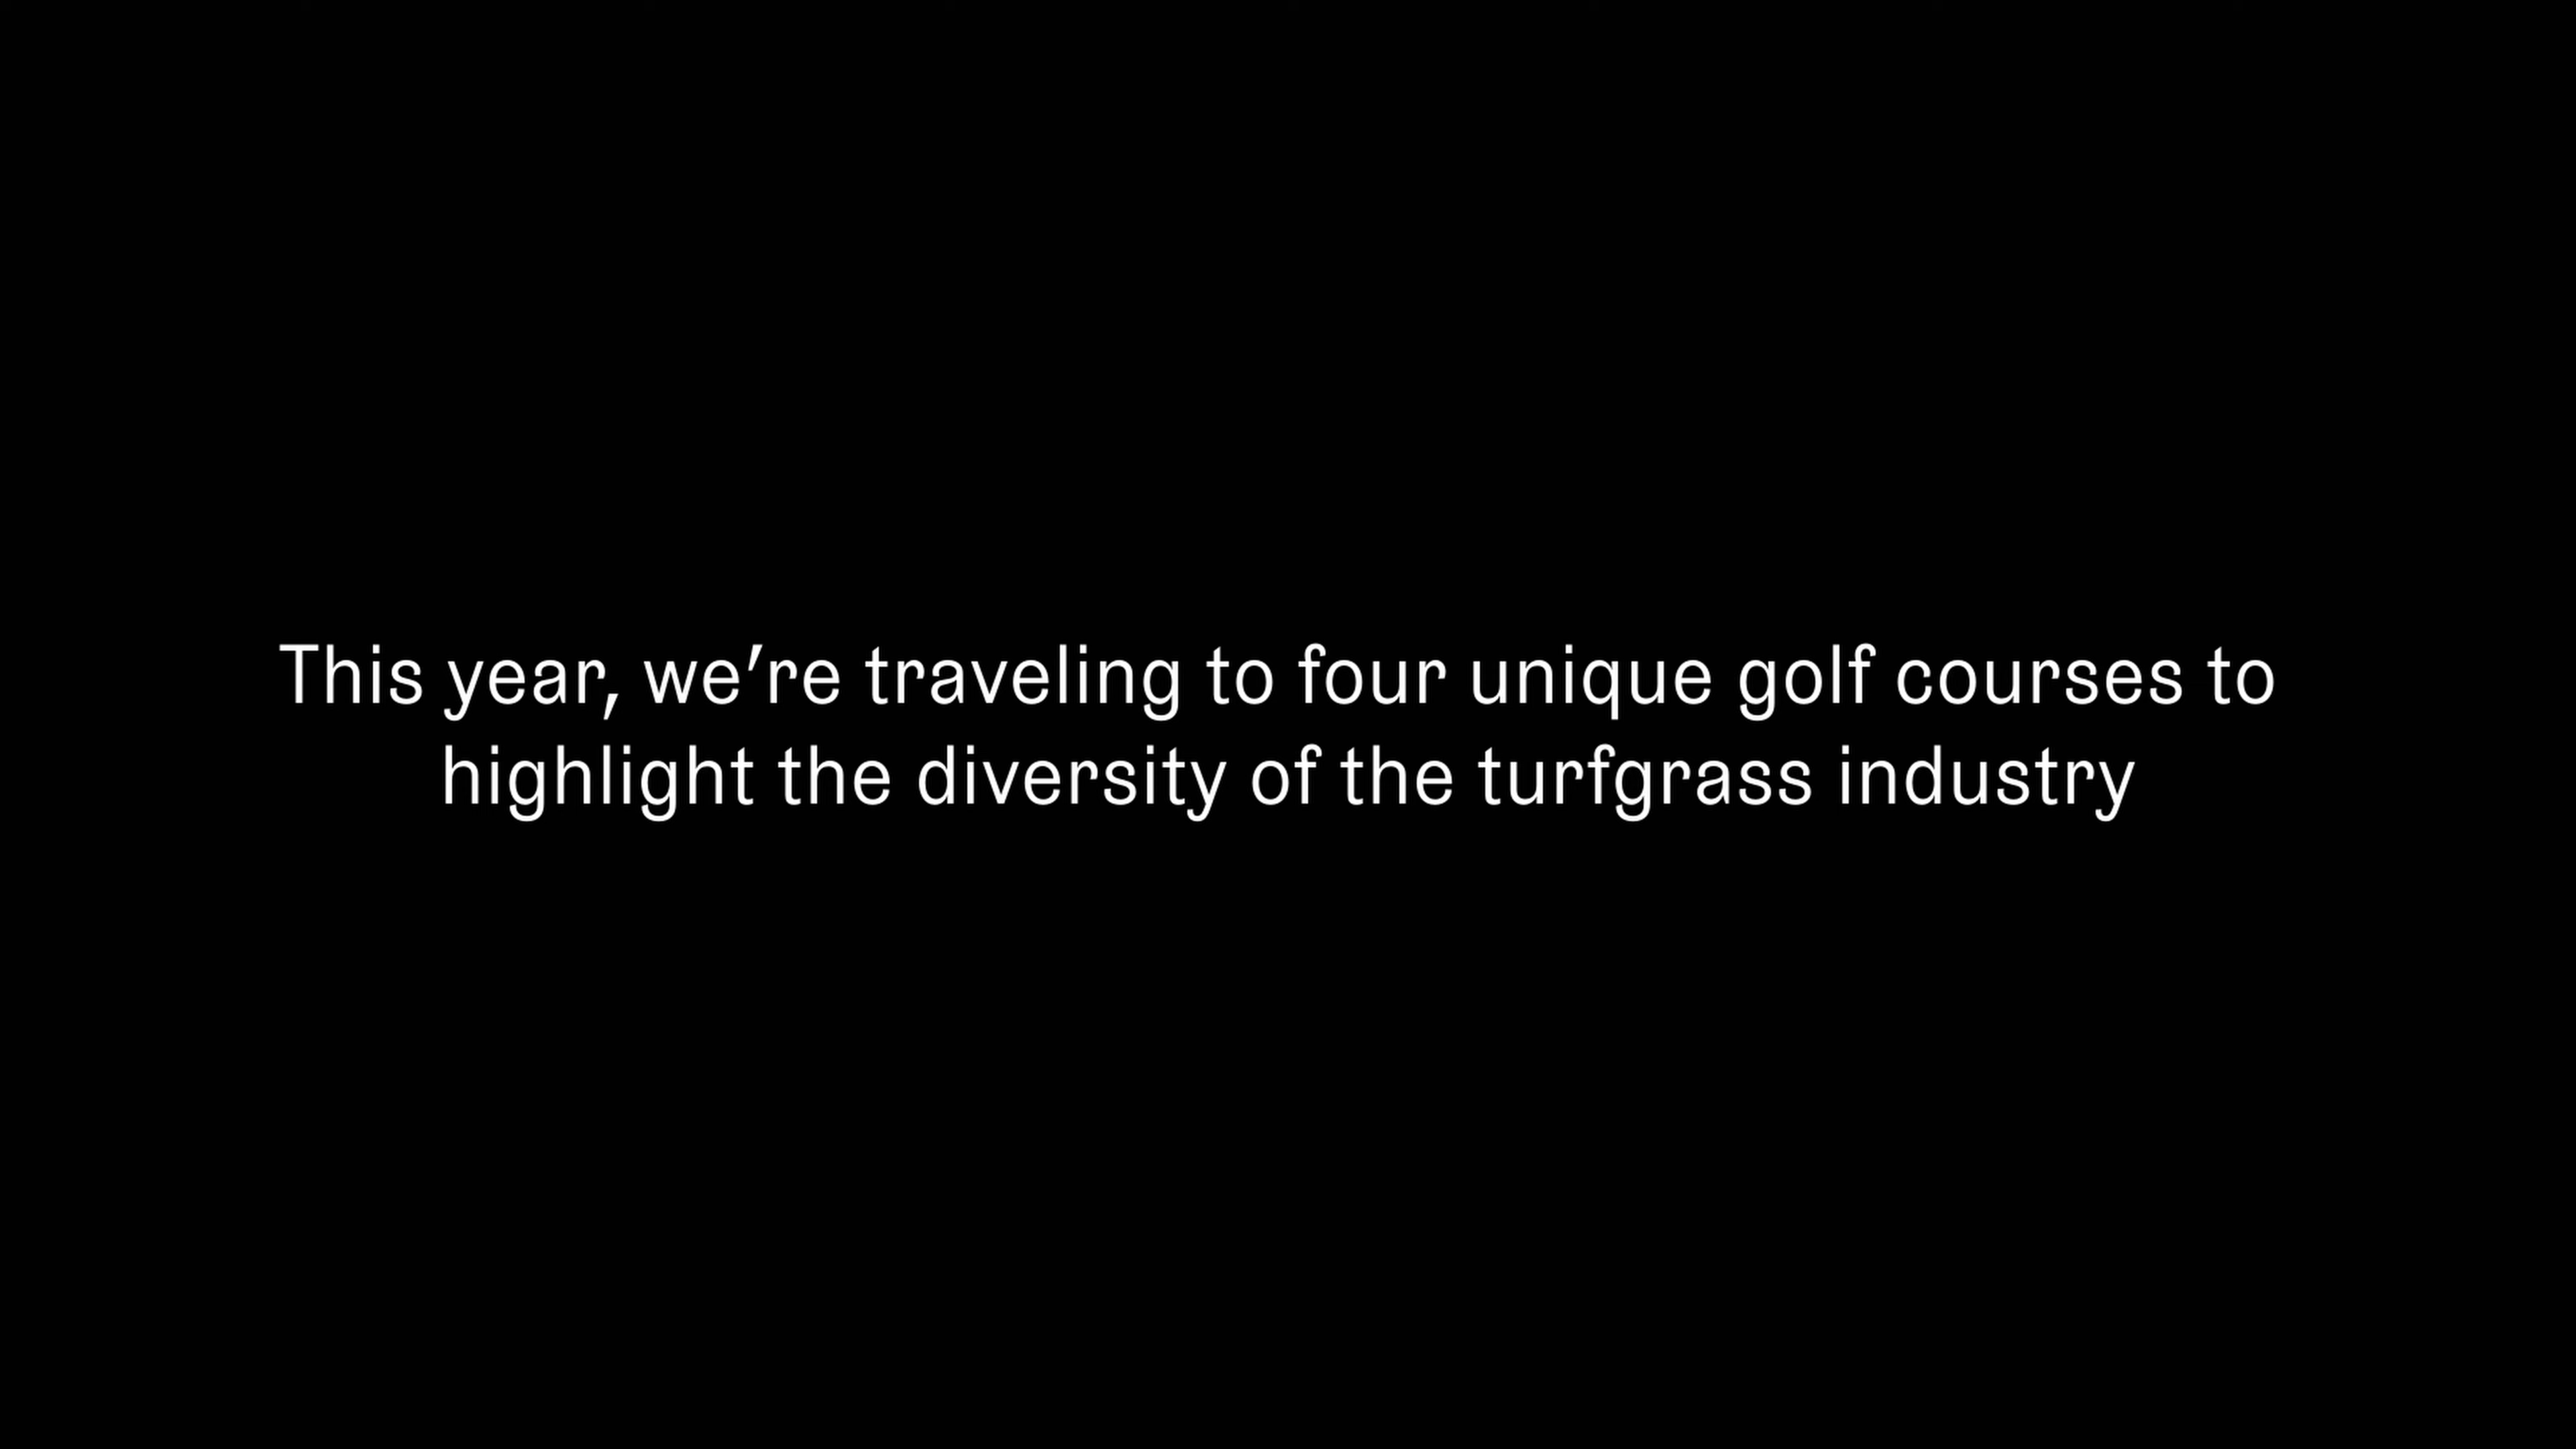 This year, we’re traveling to four unique golf courses to
highlight the diversity of the turfgrass industry